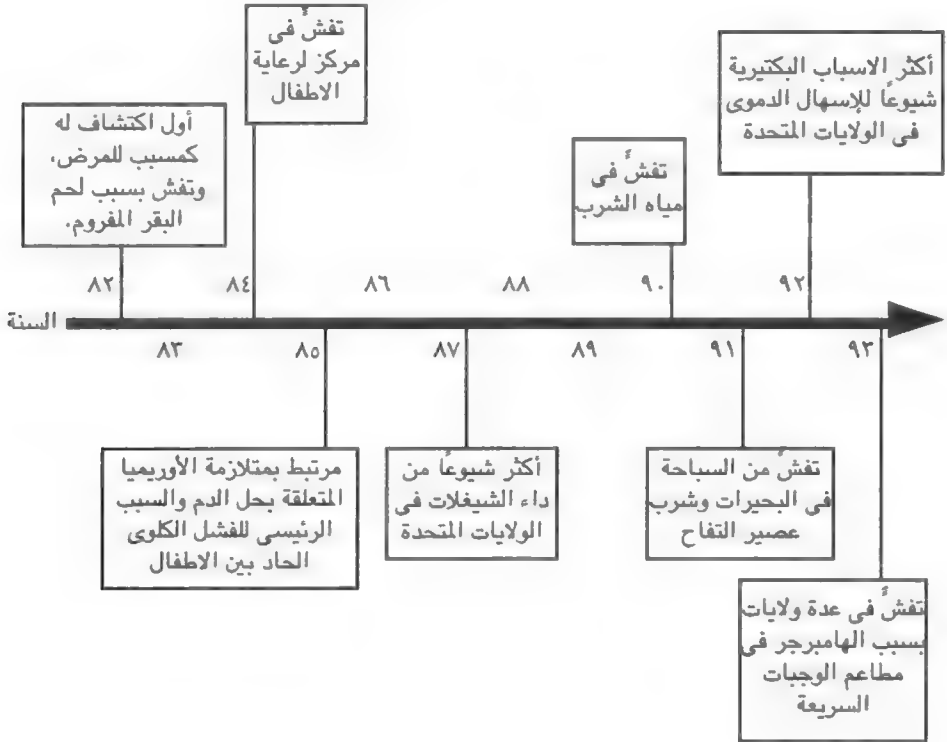 تفشٍ فى
مركز لرعاية
الاطفال
أول اكتشاف له
كمسبب للمرض،
وتفش بسبب لحم
البقر المفروم.
تفشٍ فى
مياه الشرب
أكثر الاسباب البكتيرية
شيوعًا للإسهال الدموى
فى الولايات المتحدة
٨٢ ٨٤ ٨٦ ٨٨ ٩٠ ٩٢
السنة
٨٣ ٨٥ ٨٧ ٨٩ ٩١ ٩٣
مرتبط بمتلازمة الأوريميا
المتعلقة بحل الدم والسبب
الرئيسى للفشل الكلوى
الحاد بين الاطفال
أكثر شيوعًا من
داء الشيغلات فى
الولايات المتحدة
تفشٍ من السباحة
فى البحيرات وشرب
عصير التفاح
تفشٍ فى عدة ولايات
بسبب الهامبرجر فى
مطاعم الوجبات
السريعة